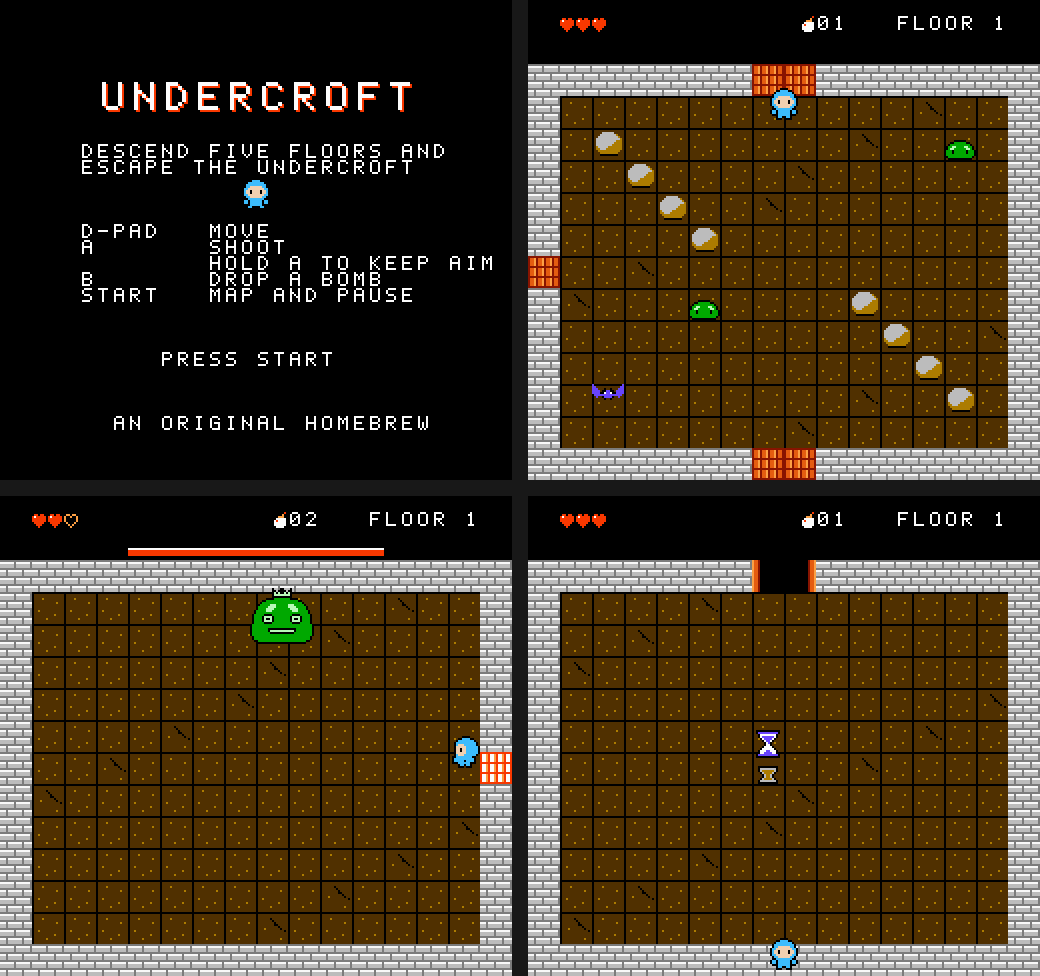 UNDERCROFT
DESCEND FIVE FLOORS AND
ESCAPE THE UNDERCROFT
D-PAD MOVE
A SHOOT
HOLD A TO KEEP AIM
B DROP A BOMB
START MAP AND PAUSE
PRESS START
AN ORIGINAL HOMEBREW
01 FLOOR 1
02 FLOOR 1
01 FLOOR 1